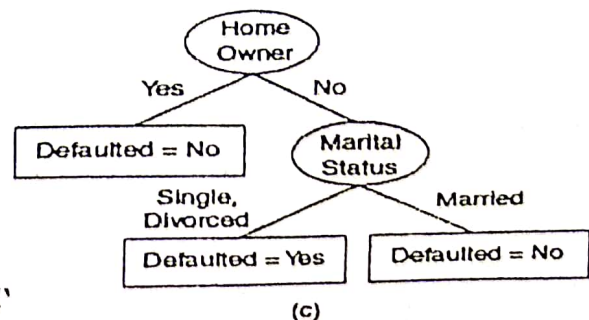 Home
Owner
Yes
No
Defaulted = No
Marital
Status
Single,
Divorced
Married
Defaulted = Yes
Defaulted = No
(c)